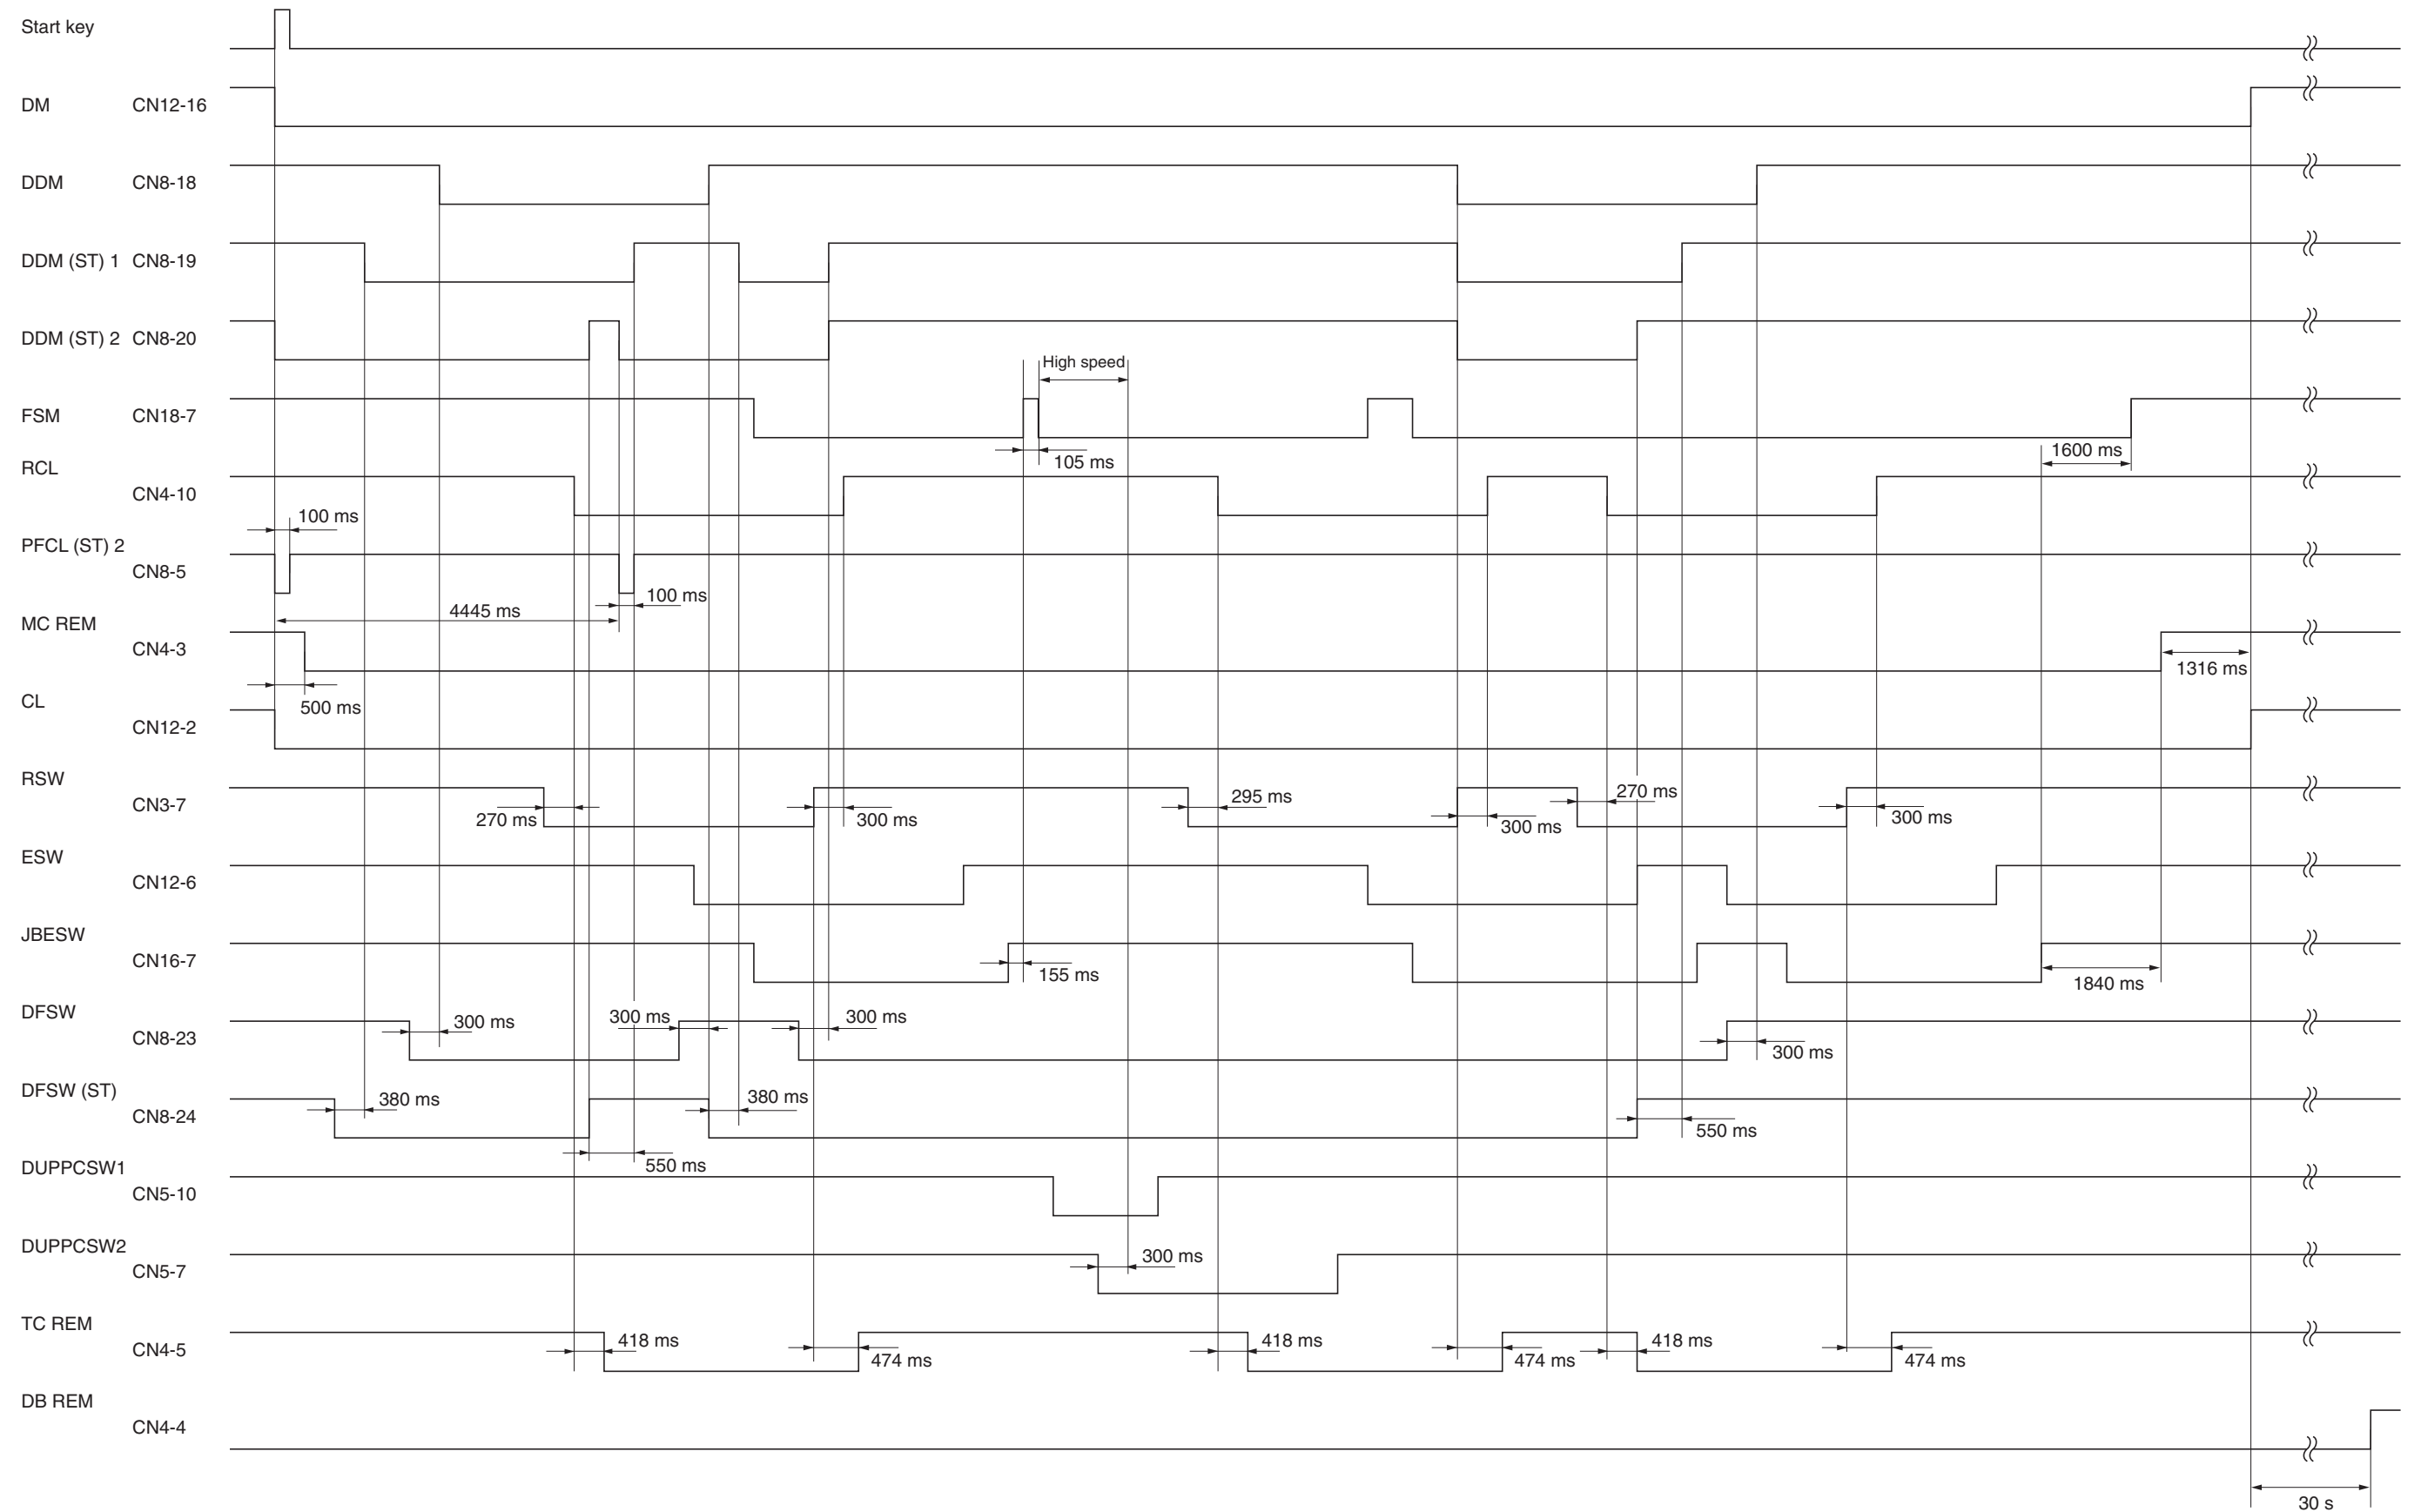 Start key
DM CN12-16
DDM CN8-18
DDM (ST) 1 CN8-19
DDM (ST) 2 CN8-20
High speed
FSM CN18-7
105 ms
1600 ms
RCL
CN4-10
100 ms
PFCL (ST) 2
CN8-5
100 ms
4445 ms
MC REM
CN4-3
1316 ms
500 ms
CL
CN12-2
RSW
CN3-7
270 ms
300 ms
295 ms
300 ms
270 ms
300 ms
ESW
CN12-6
JBESW
CN16-7
155 ms
1840 ms
DFSW
CN8-23
300 ms
300 ms
300 ms
300 ms
DFSW (ST)
CN8-24
380 ms
380 ms
550 ms
550 ms
DUPPCSW1
CN5-10
DUPPCSW2
CN5-7
300 ms
TC REM
CN4-5
418 ms
474 ms
418 ms
474 ms
418 ms
474 ms
DB REM
CN4-4
30 s